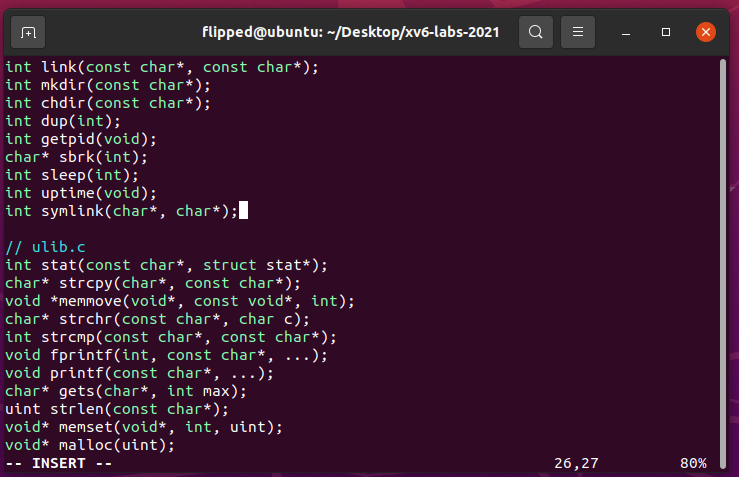 flipped@ubuntu: ~/Desktop/xv6-labs-2021
int link(const char*, const char*);
int mkdir(const char*);
int chdir(const char*);
int dup(int);
int getpid(void);
char* sbrk(int);
int sleep(int);
int uptime(void);
int symlink(char*, char*);
// ulib.c
int stat(const char*, struct stat*);
char* strcpy(char*, const char*);
void *memmove(void*, const void*, int);
char* strchr(const char*, char c);
int strcmp(const char*, const char*);
void fprintf(int, const char*, ...);
void printf(const char*, ...);
char* gets(char*, int max);
uint strlen(const char*);
void* memset(void*, int, uint);
void* malloc(uint);
-- INSERT -- 26,27 80%